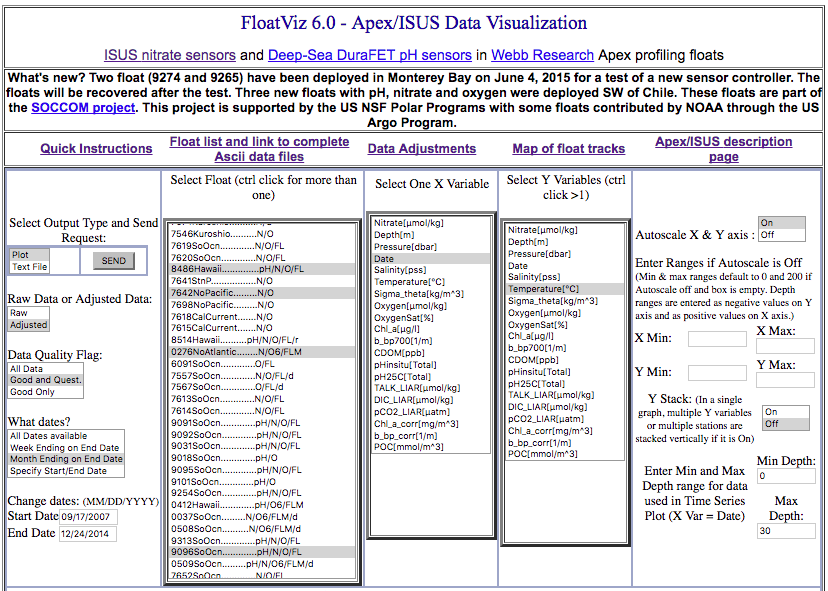 FloatViz 6.0 - Apex/ISUS Data Visualization
ISUS nitrate sensors and Deep-Sea DuraFET pH sensors in Webb Research Apex profiling floats
What's new? Two float (9274 and 9265) have been deployed in Monterey Bay on June 4, 2015 for a test of a new sensor controller. The
floats will be recovered after the test. Three new floats with pH, nitrate and oxygen were deployed SW of Chile. These floats are part of
the SOCCOM project. This project is supported by the US NSF Polar Programs with some floats contributed by NOAA through the US
Argo Program.
Quick Instructions
Float list and link to complete
Ascii data files
Data Adjustments
Map of float tracks
Apex/ISUS description
page
Select Output Type and Send
Request:
Plot
Text File
SEND
Raw Data or Adjusted Data:
Raw
Adjusted
Data Quality Flag:
All Data
Good and Quest.
Good Only
What dates?
All Dates available
Week Ending on End Date
Month Ending on End Date
Specify Start/End Date
Change dates: (MM/DD/YYYY)
Start Date 09/17/2007
End Date 12/24/2014
Select Float (ctrl click for more than
one)
7546Kuroshio..........N/O
7619SoOcn............N/O/FL
7620SoOcn............N/O/FL
8486Hawaii.............pH/N/O/FL
7641StnP...............N/O
7642NoPacific.........N/O
7698NoPacific.........N/O
7618CalCurrent.......N/O
7615CalCurrent.......N/O
8514Hawaii..........pH/N/O/FL/r
0276NoAtlantic........N/O6/FLM
6091SoOcn............O/FL
7557SoOcn............N/O/FL/d
7567SoOcn............O/FL/d
7613SoOcn............N/O/FL
7614SoOcn............N/O/FL
9091SoOcn............pH/N/O/FL
9092SoOcn............pH/N/O/FL
9031SoOcn............pH/N/O/FL
9018SoOcn............pH/O
9095SoOcn............pH/N/O/FL
9101SoOcn............pH/O
9254SoOcn............pH/N/O/FL
0412Hawaii............pH/O6/FLM
0037SoOcn..........N/O6/FLM/d
0508SoOcn..........N/O6/FLM/d
9313SoOcn............pH/N/O/FL
9096SoOcn............pH/N/O/FL
0509SoOcn.........pH/N/O6/FLM/d
7652SoOcn............N/O/FL
Select One X Variable
Nitrate[µmol/kg]
Depth[m]
Pressure[dbar]
Date
Salinity[pss]
Temperature[°C]
Sigma_theta[kg/m^3]
Oxygen[µmol/kg]
OxygenSat[%]
Chl_a[µg/l]
b_bp700[1/m]
CDOM[ppb]
pHinsitu[Total]
pH25C[Total]
TALK_LIAR[µmol/kg]
DIC_LIAR[µmol/kg]
pCO2_LIAR[µatm]
Chl_a_corr[mg/m^3]
b_bp_corr[1/m]
POC[mmol/m^3]
Select Y Variables (ctrl
click >1)
Nitrate[µmol/kg]
Depth[m]
Pressure[dbar]
Date
Salinity[pss]
Temperature[°C]
Sigma_theta[kg/m^3]
Oxygen[µmol/kg]
OxygenSat[%]
Chl_a[µg/l]
b_bp700[1/m]
CDOM[ppb]
pHinsitu[Total]
pH25C[Total]
TALK_LIAR[µmol/kg]
DIC_LIAR[µmol/kg]
pCO2_LIAR[µatm]
Chl_a_corr[mg/m^3]
b_bp_corr[1/m]
POC[mmol/m^3]
Autoscale X & Y axis :
On
Off
Enter Ranges if Autoscale is Off
(Min & max ranges default to 0 and 200 if
Autoscale off and box is empty. Depth
ranges are entered as negative values on Y
axis and as positive values on X axis.)
X Min:
X Max:
Y Min:
Y Max:
Y Stack: (In a single
graph, multiple Y variables
or multiple stations are
stacked vertically if it is On)
On
Off
Enter Min and Max
Depth range for data
used in Time Series
Plot (X Var = Date)
Min Depth:
0
Max
Depth:
30